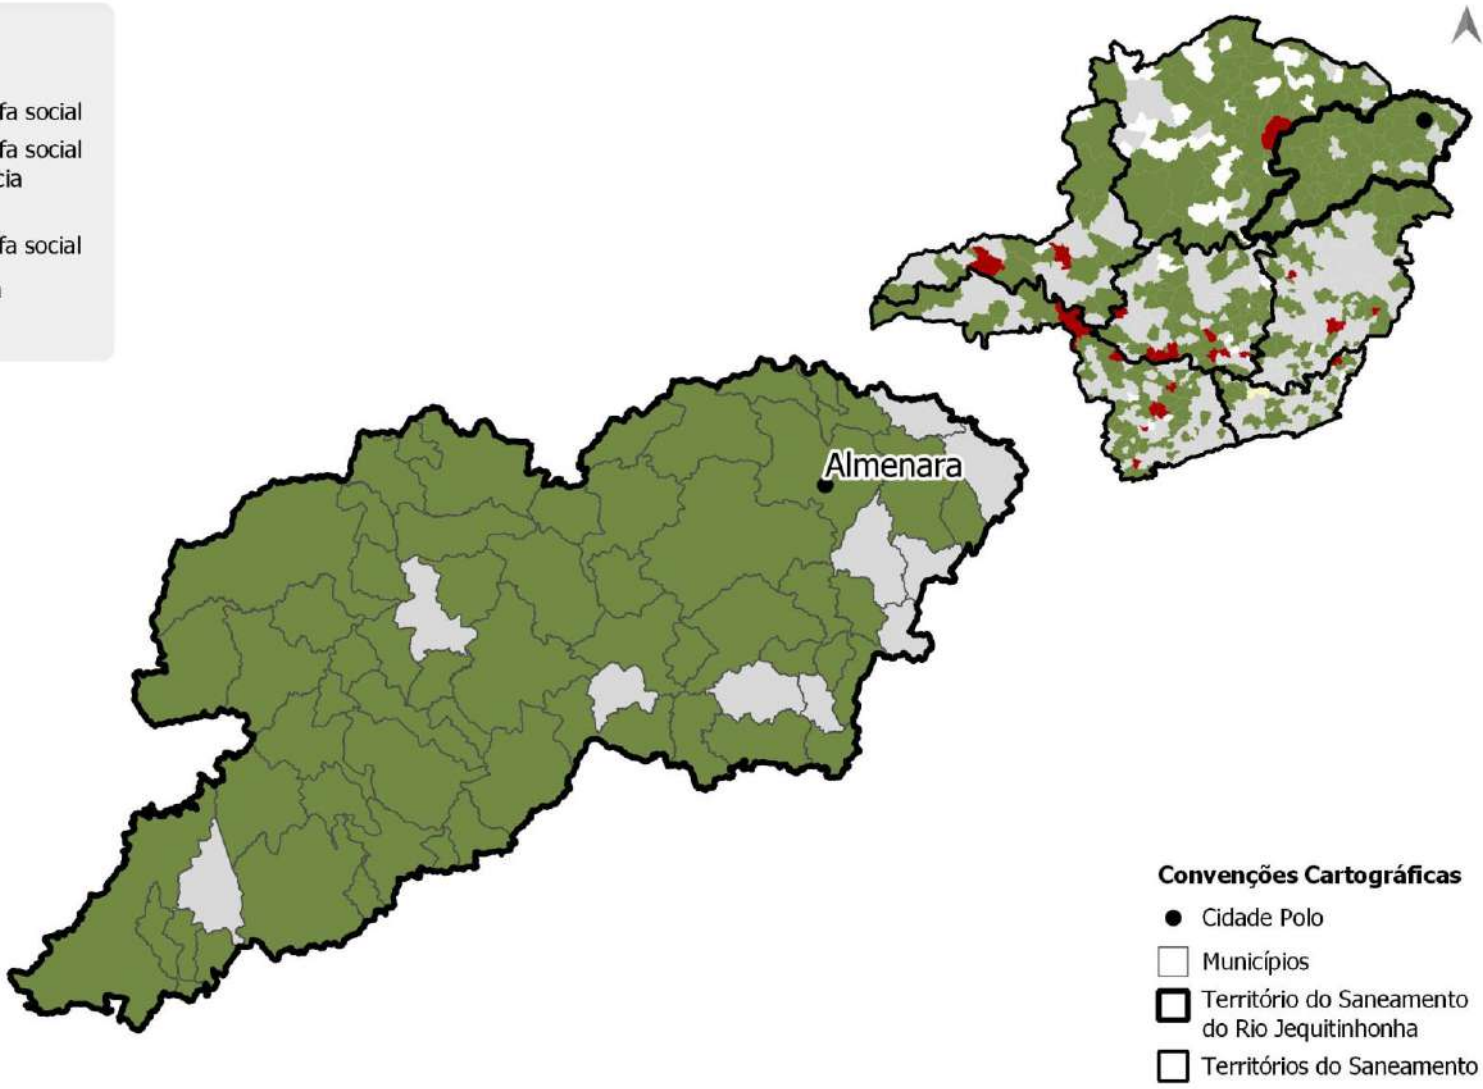 fa social
fa social
cia
fa social
Almenara
Convenções Cartográficas
Cidade Polo
Municípios
Território do Saneamento
do Rio Jequitinhonha
Territórios do Saneamento